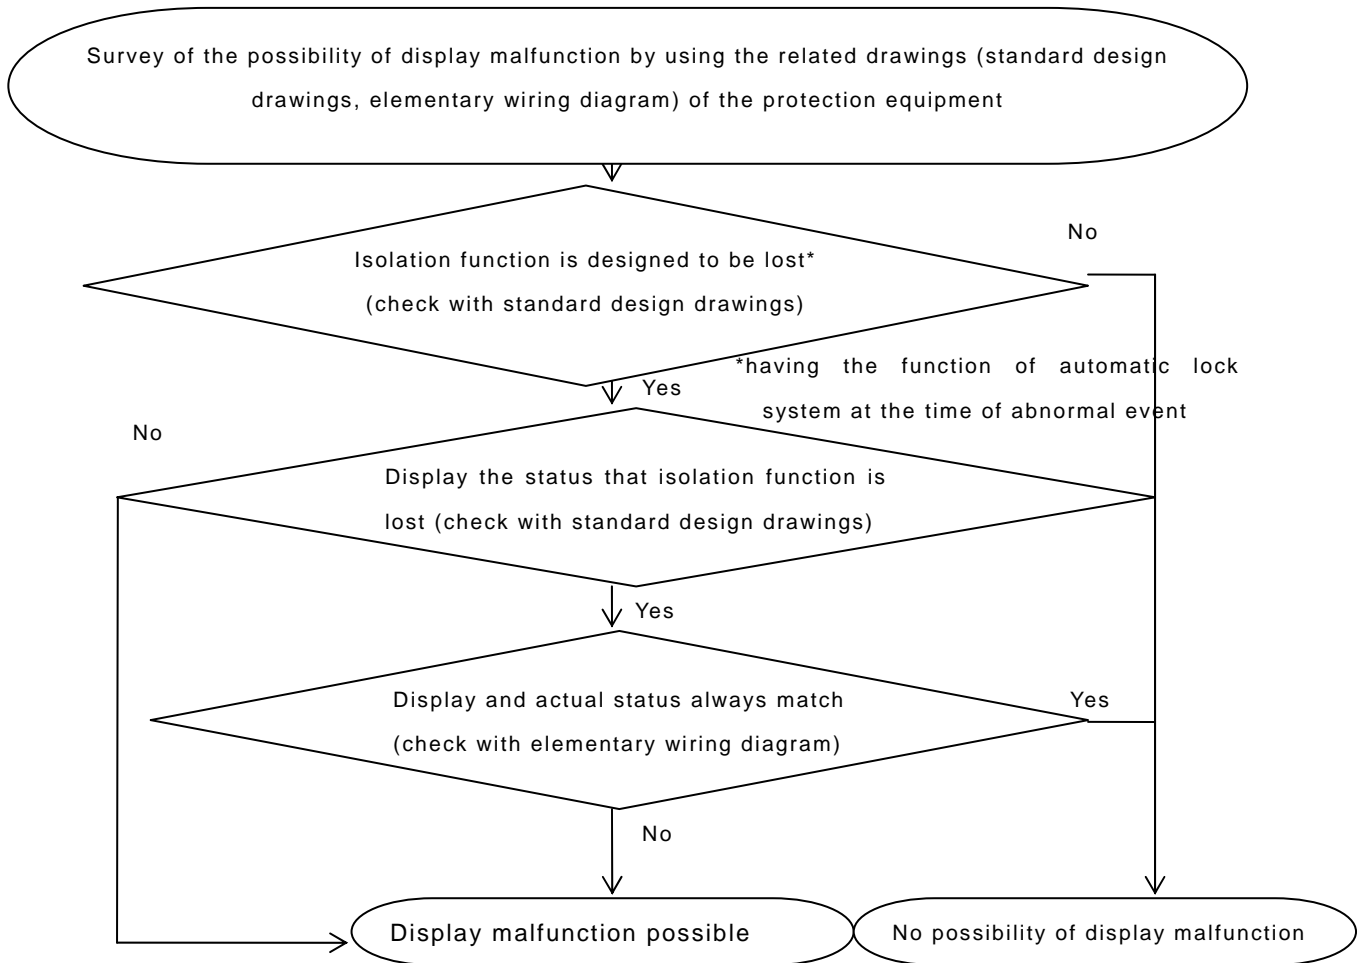 Survey of the possibility of display malfunction by using the related drawings (standard design
drawings, elementary wiring diagram) of the protection equipment
No
Isolation function is designed to be lost*
(check with standard design drawings)
*having the function of automatic lock
system at the time of abnormal event
Yes
No
Display the status that isolation function is
lost (check with standard design drawings)
Yes
Display and actual status always match
(check with elementary wiring diagram)
Yes
No
Display malfunction possible
No possibility of display malfunction